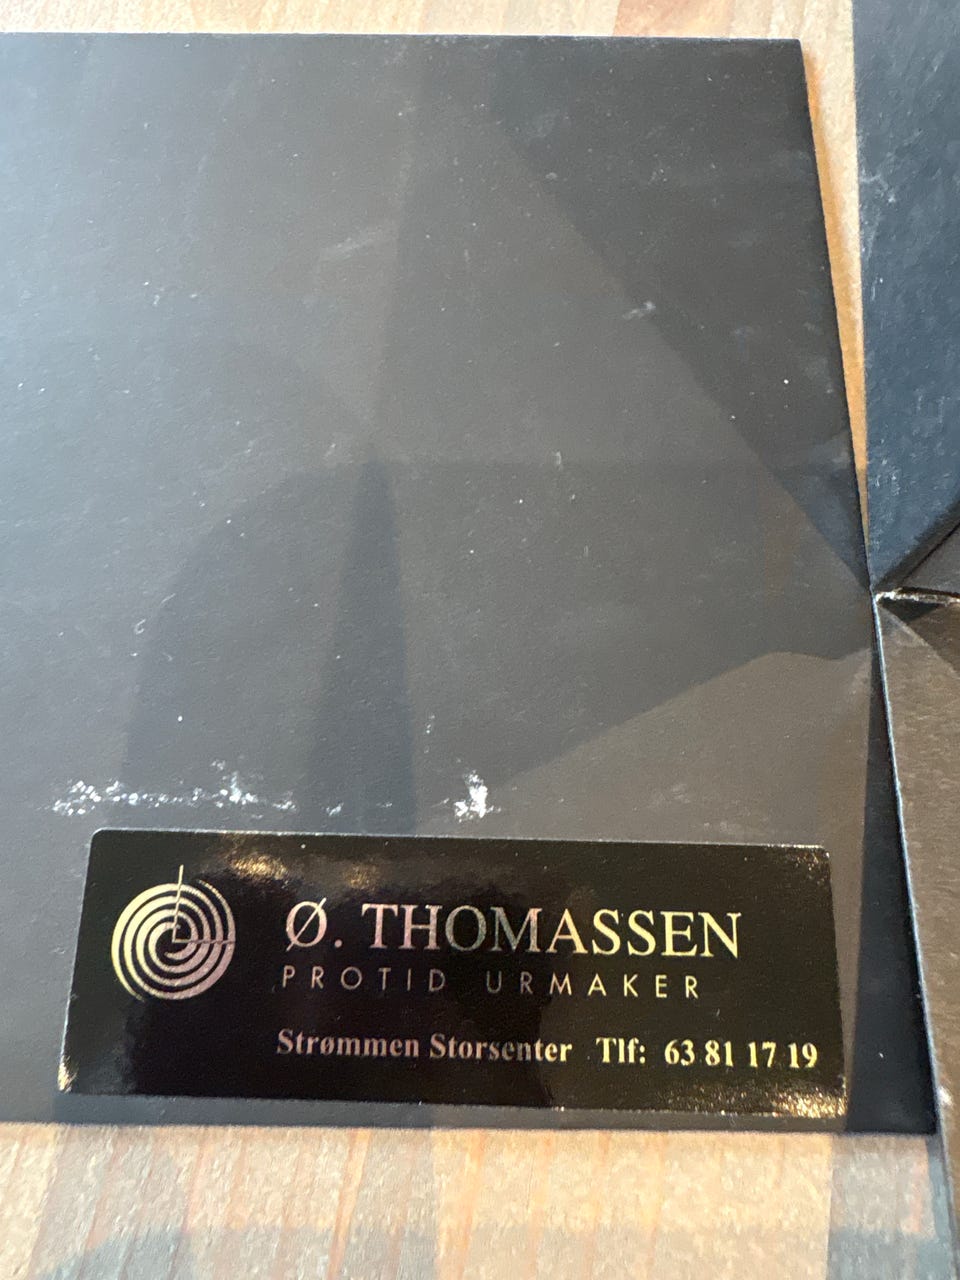 Ø. THOMASSEN
PROTID URMAKER
Strømmen Storsenter Tlf: 63 81 17 19